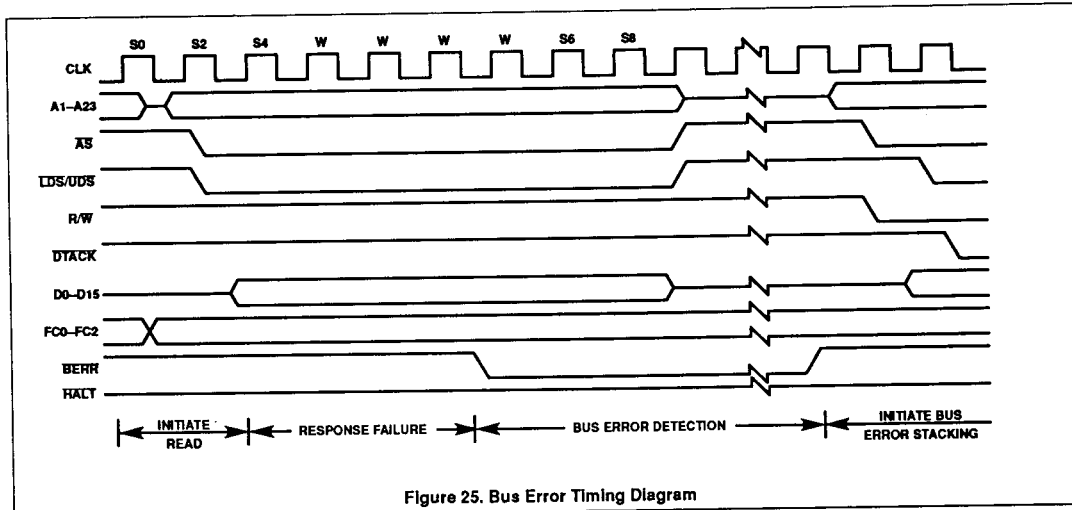 S0 S2 S4 W W W W S6 S8
CLK
A1–A23
AS
LDS/UDS
R/W
DTACK
D0–D15
FC0–FC2
BERR
HALT
INITIATE
READ
RESPONSE FAILURE
BUS ERROR DETECTION
INITIATE BUS
ERROR STACKING
Figure 25. Bus Error Timing Diagram